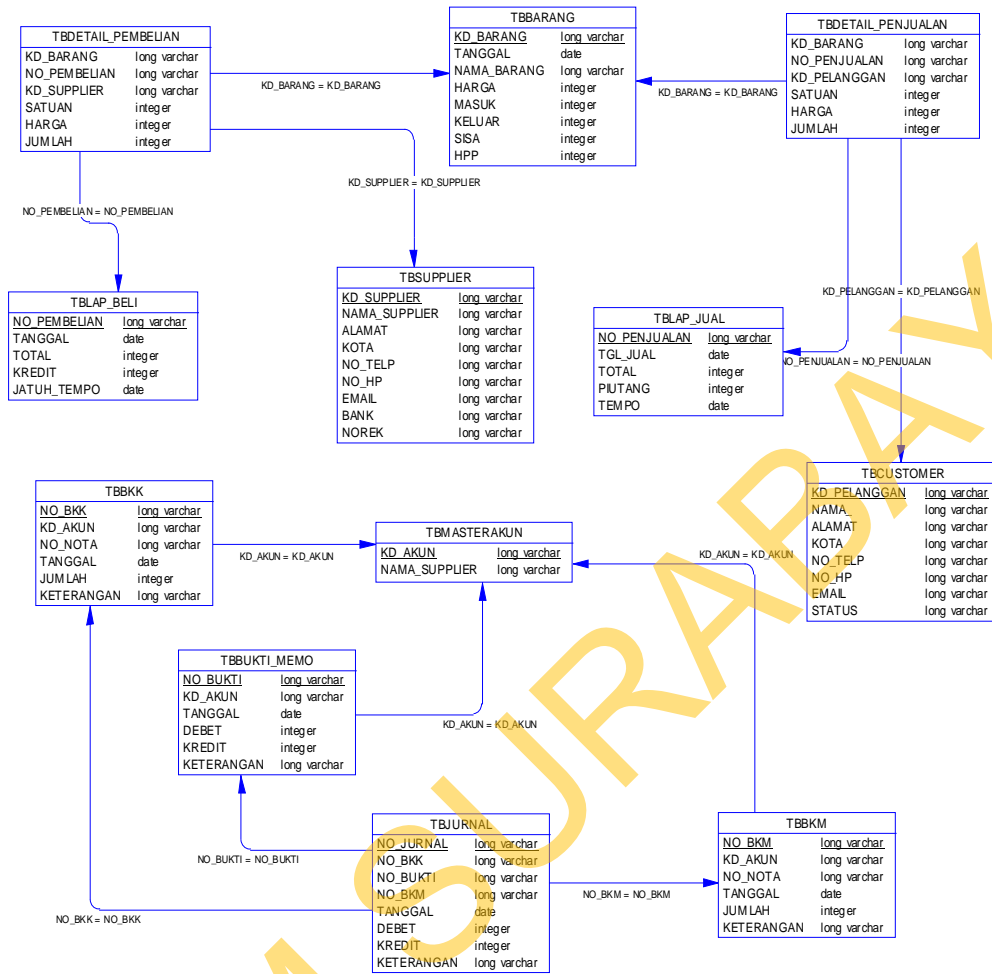 TBDETAIL_PEMBELIAN
KD_BARANG long varchar
NO_PEMBELIAN long varchar
KD_SUPPLIER long varchar
SATUAN integer
HARGA integer
JUMLAH integer
KD_BARANG = KD_BARANG
TBBARANG
KD_BARANG long varchar
TANGGAL date
NAMA_BARANG long varchar
HARGA integer
MASUK integer
KELUAR integer
SISA integer
HPP integer
KD_BARANG = KD_BARANG
TBDETAIL_PENJUALAN
KD_BARANG long varchar
NO_PENJUALAN long varchar
KD_PELANGGAN long varchar
SATUAN integer
HARGA integer
JUMLAH integer
KD_SUPPLIER = KD_SUPPLIER
NO_PEMBELIAN = NO_PEMBELIAN
TBLAP_BELI
NO_PEMBELIAN long varchar
TANGGAL date
TOTAL integer
KREDIT integer
JATUH_TEMPO date
TBSUPPLIER
KD_SUPPLIER long varchar
NAMA_SUPPLIER long varchar
ALAMAT long varchar
KOTA long varchar
NO_TELP long varchar
NO_HP long varchar
EMAIL long varchar
BANK long varchar
NOREK long varchar
KD_PELANGGAN = KD_PELANGGAN
TBLAP_JUAL
NO_PENJUALAN long varchar
TGL_JUAL date
TOTAL integer
PIUTANG integer
TEMPO date
NO_PENJUALAN = NO_PENJUALAN
TBCUSTOMER
KD_PELANGGAN long varchar
NAMA_ long varchar
ALAMAT long varchar
KOTA long varchar
NO_TELP long varchar
NO_HP long varchar
EMAIL long varchar
STATUS long varchar
TBBKK
NO_BKK long varchar
KD_AKUN long varchar
NO_NOTA long varchar
TANGGAL date
JUMLAH integer
KETERANGAN long varchar
KD_AKUN = KD_AKUN
TBMASTERAKUN
KD_AKUN long varchar
NAMA_SUPPLIER long varchar
KD_AKUN = KD_AKUN
TBBUKTI_MEMO
NO_BUKTI long varchar
KD_AKUN long varchar
TANGGAL date
DEBET integer
KREDIT integer
KETERANGAN long varchar
KD_AKUN = KD_AKUN
NO_BUKTI = NO_BUKTI
NO_BKK = NO_BKK
TBJURNAL
NO_JURNAL long varchar
NO_BKK long varchar
NO_BUKTI long varchar
NO_BKM long varchar
TANGGAL date
DEBET integer
KREDIT integer
KETERANGAN long varchar
NO_BKM = NO_BKM
TBBKM
NO_BKM long varchar
KD_AKUN long varchar
NO_NOTA long varchar
TANGGAL date
JUMLAH integer
KETERANGAN long varchar
M SURABAY